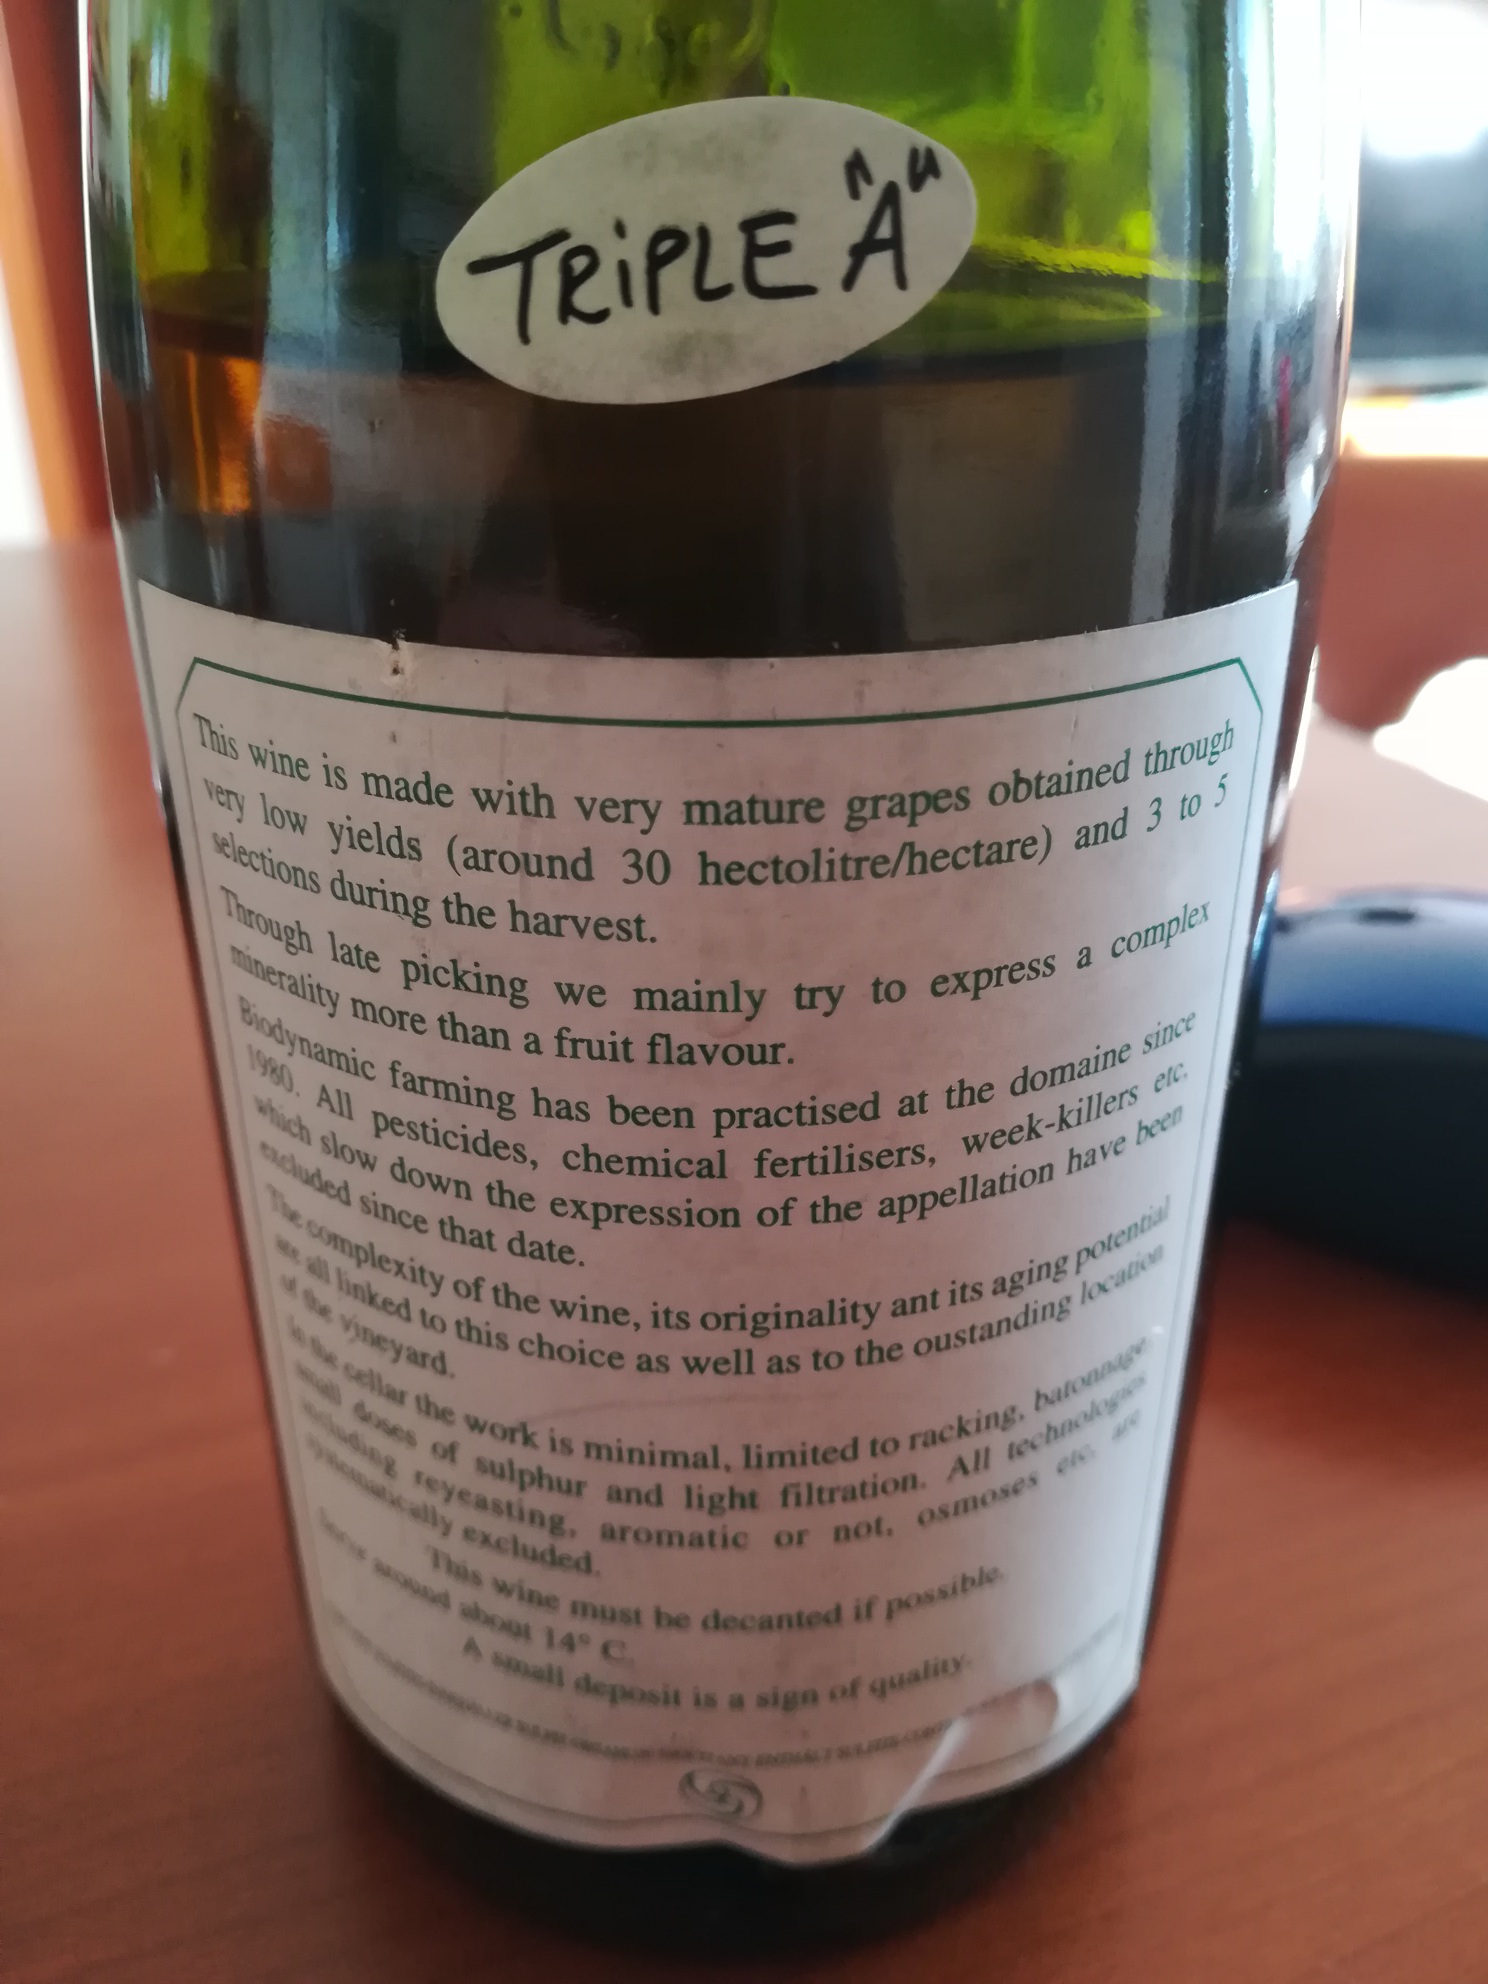 TRiPLE "A"
This wine is made with very mature grapes obtained through
very low yields (around 30 hectolitre/hectare) and 3 to 5
selections during the harvest.
Through late picking we mainly try to express a complex
minerality more than a fruit flavour.
Biodynamic farming has been practised at the domaine since
1980. All pesticides, chemical fertilisers, week-killers etc.
which slow down the expression of the appellation have been
excluded since that date.
The complexity of the wine, its originality ant its aging potential
are all linked to this choice as well as to the oustanding location
of the vineyard.
In the cellar the work is minimal, limited to racking, batonnage,
small doses of sulphur and light filtration. All technologies
including reyeasting, aromatic or not, osmoses etc. are
systematically excluded.
This wine must be decanted if possible.
Serve around about 14° C.
A small deposit is a sign of quality.